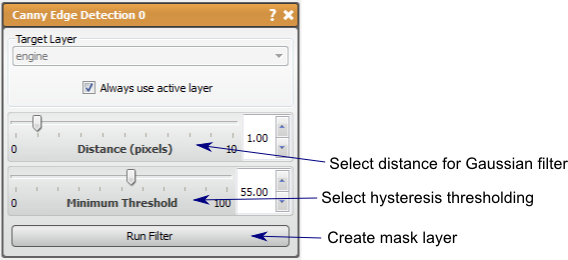 Canny Edge Detection 0 ? ×
Target Layer
engine
Always use active layer
0 Distance (pixels) 10 1.00
Select distance for Gaussian filter
0 Minimum Threshold 100 55.00
Select hysteresis thresholding
Run Filter
Create mask layer